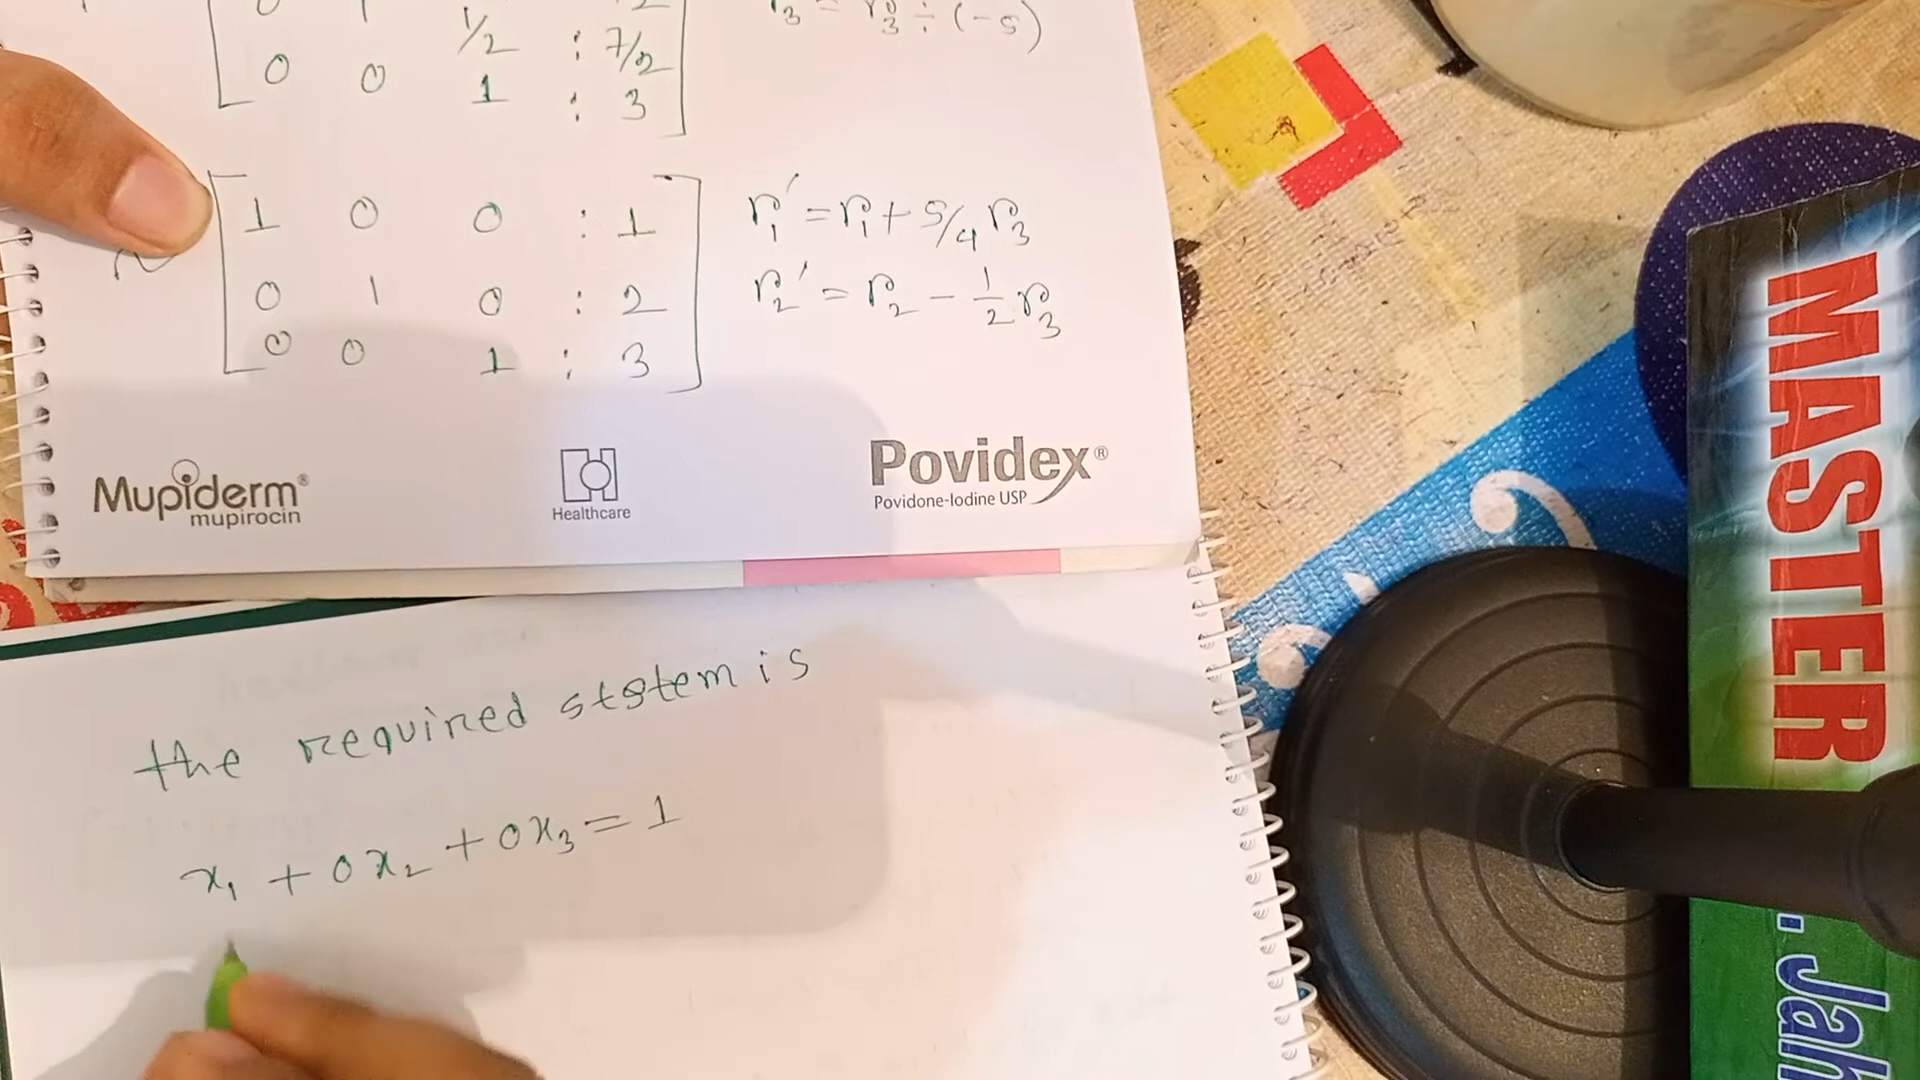 1/2 : 7/2
r3 = r3 ÷ (-5)
0 0 1 : 3
1 0 0 : 1
r1' = r1 + 5/4 r3
~
0 1 0 : 2
r2' = r2 - 1/2 r3
0 0 1 : 3
Mupiderm®
mupirocin
Healthcare
Povidex®
Povidone-Iodine USP
MASTER
. Jah
the required ststem is
x1 + 0x2 + 0x3 = 1